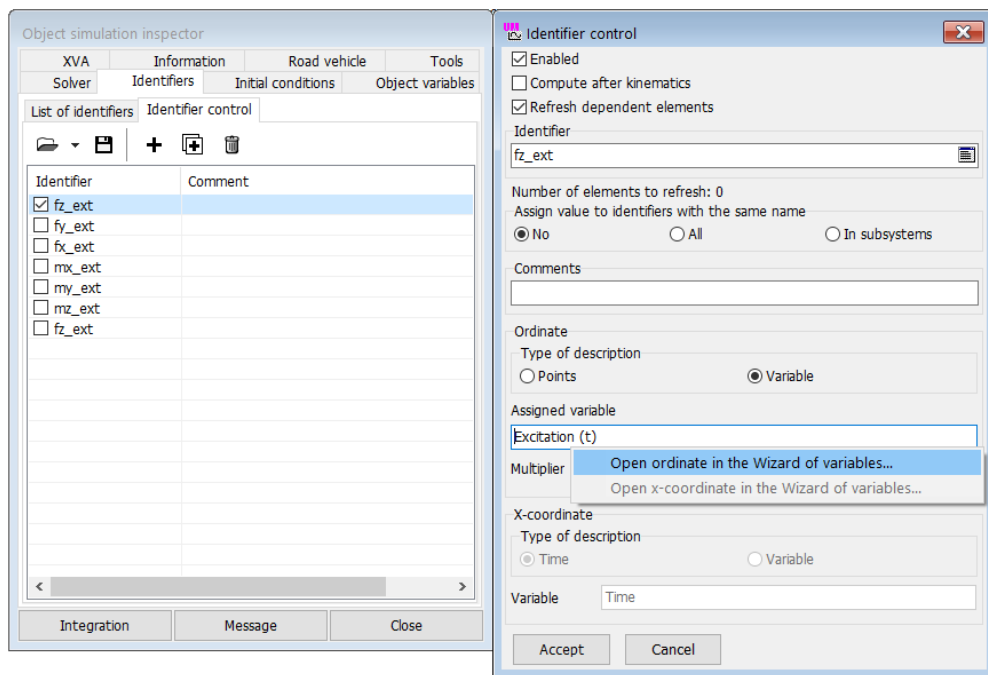 Object simulation inspector
XVA Information Road vehicle Tools
Solver Identifiers Initial conditions Object variables
List of identifiers Identifier control
Identifier Comment
fz_ext
fy_ext
fx_ext
mx_ext
my_ext
mz_ext
fz_ext
Integration Message Close
UM Identifier control
Enabled
Compute after kinematics
Refresh dependent elements
Identifier
fz_ext
Number of elements to refresh: 0
Assign value to identifiers with the same name
No All In subsystems
Comments
Ordinate
Type of description
Points Variable
Assigned variable
Excitation (t)
Multiplier
Open ordinate in the Wizard of variables...
Open x-coordinate in the Wizard of variables...
X-coordinate
Type of description
Time Variable
Variable Time
Accept Cancel